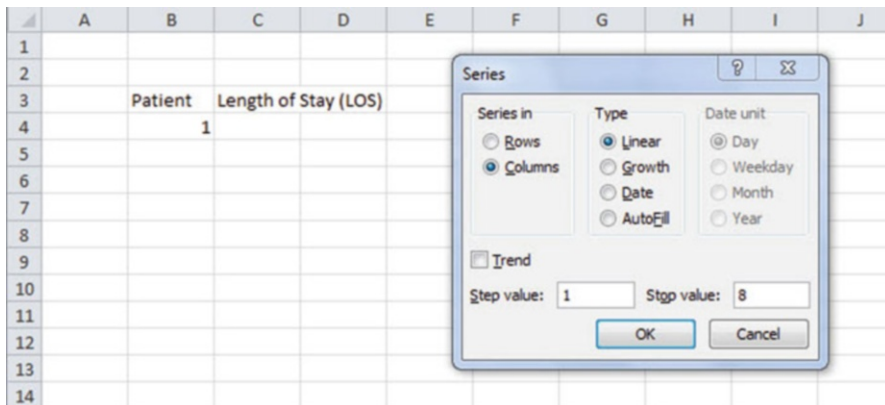 A B C D E F G H I J
1
2
3 Patient Length of Stay (LOS)
4 1
5
6
7
8
9
10
11
12
13
14
Series
Series in Type Date unit
Rows Linear Day
Columns Growth Weekday
Date Month
AutoFill Year
Trend
Step value: 1 Stop value: 8
OK Cancel